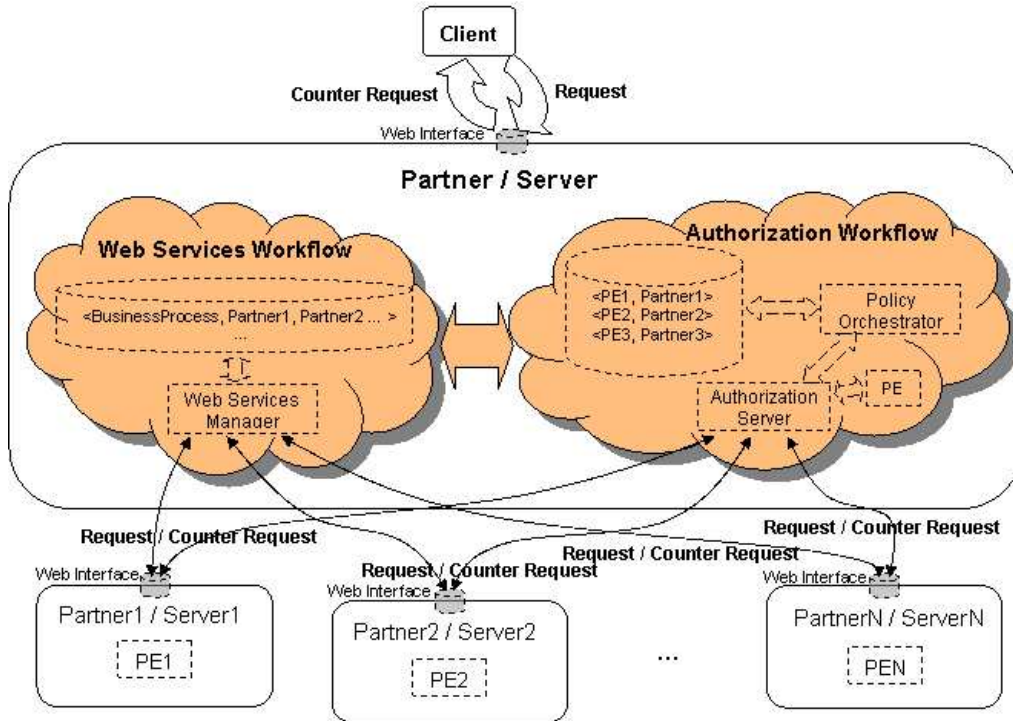 Client
Counter Request
Request
Web Interface
Partner / Server
Web Services Workflow
<BusinessProcess, Partner1, Partner2 ... >
...
Web Services
Manager
Authorization Workflow
<PE1, Partner1>
<PE2, Partner2>
<PE3, Partner3>
Policy
Orchestrator
Authorization
Server
PE
Request / Counter Request
Request / Counter Request
Request / Counter Request
Request / Counter Request
Web Interface
Partner1 / Server1
PE1
Web Interface
Partner2 / Server2
PE2
...
Web Interface
PartnerN / ServerN
PEN